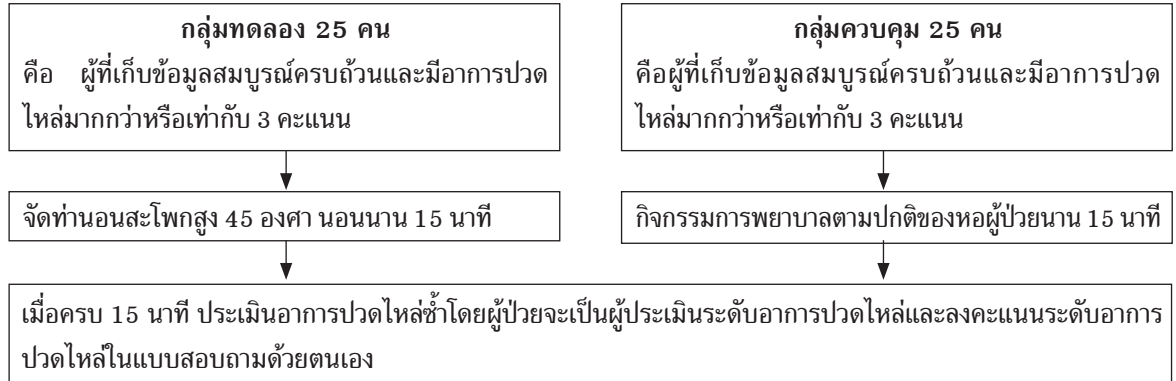 กลุ่มทดลอง 25 คน
คือ ผู้ที่เก็บข้อมูลสมบูรณ์ครบถ้วนและมีอาการปวด
ไหล่มากกว่าหรือเท่ากับ 3 คะแนน
กลุ่มควบคุม 25 คน
คือผู้ที่เก็บข้อมูลสมบูรณ์ครบถ้วนและมีอาการปวด
ไหล่มากกว่าหรือเท่ากับ 3 คะแนน
จัดท่านอนสะโพกสูง 45 องศา นอนนาน 15 นาที
กิจกรรมการพยาบาลตามปกติของหอผู้ป่วยนาน 15 นาที
เมื่อครบ 15 นาที ประเมินอาการปวดไหล่ซ้ำโดยผู้ป่วยจะเป็นผู้ประเมินระดับอาการปวดไหล่และลงคะแนนระดับอาการ
ปวดไหล่ในแบบสอบถามด้วยตนเอง